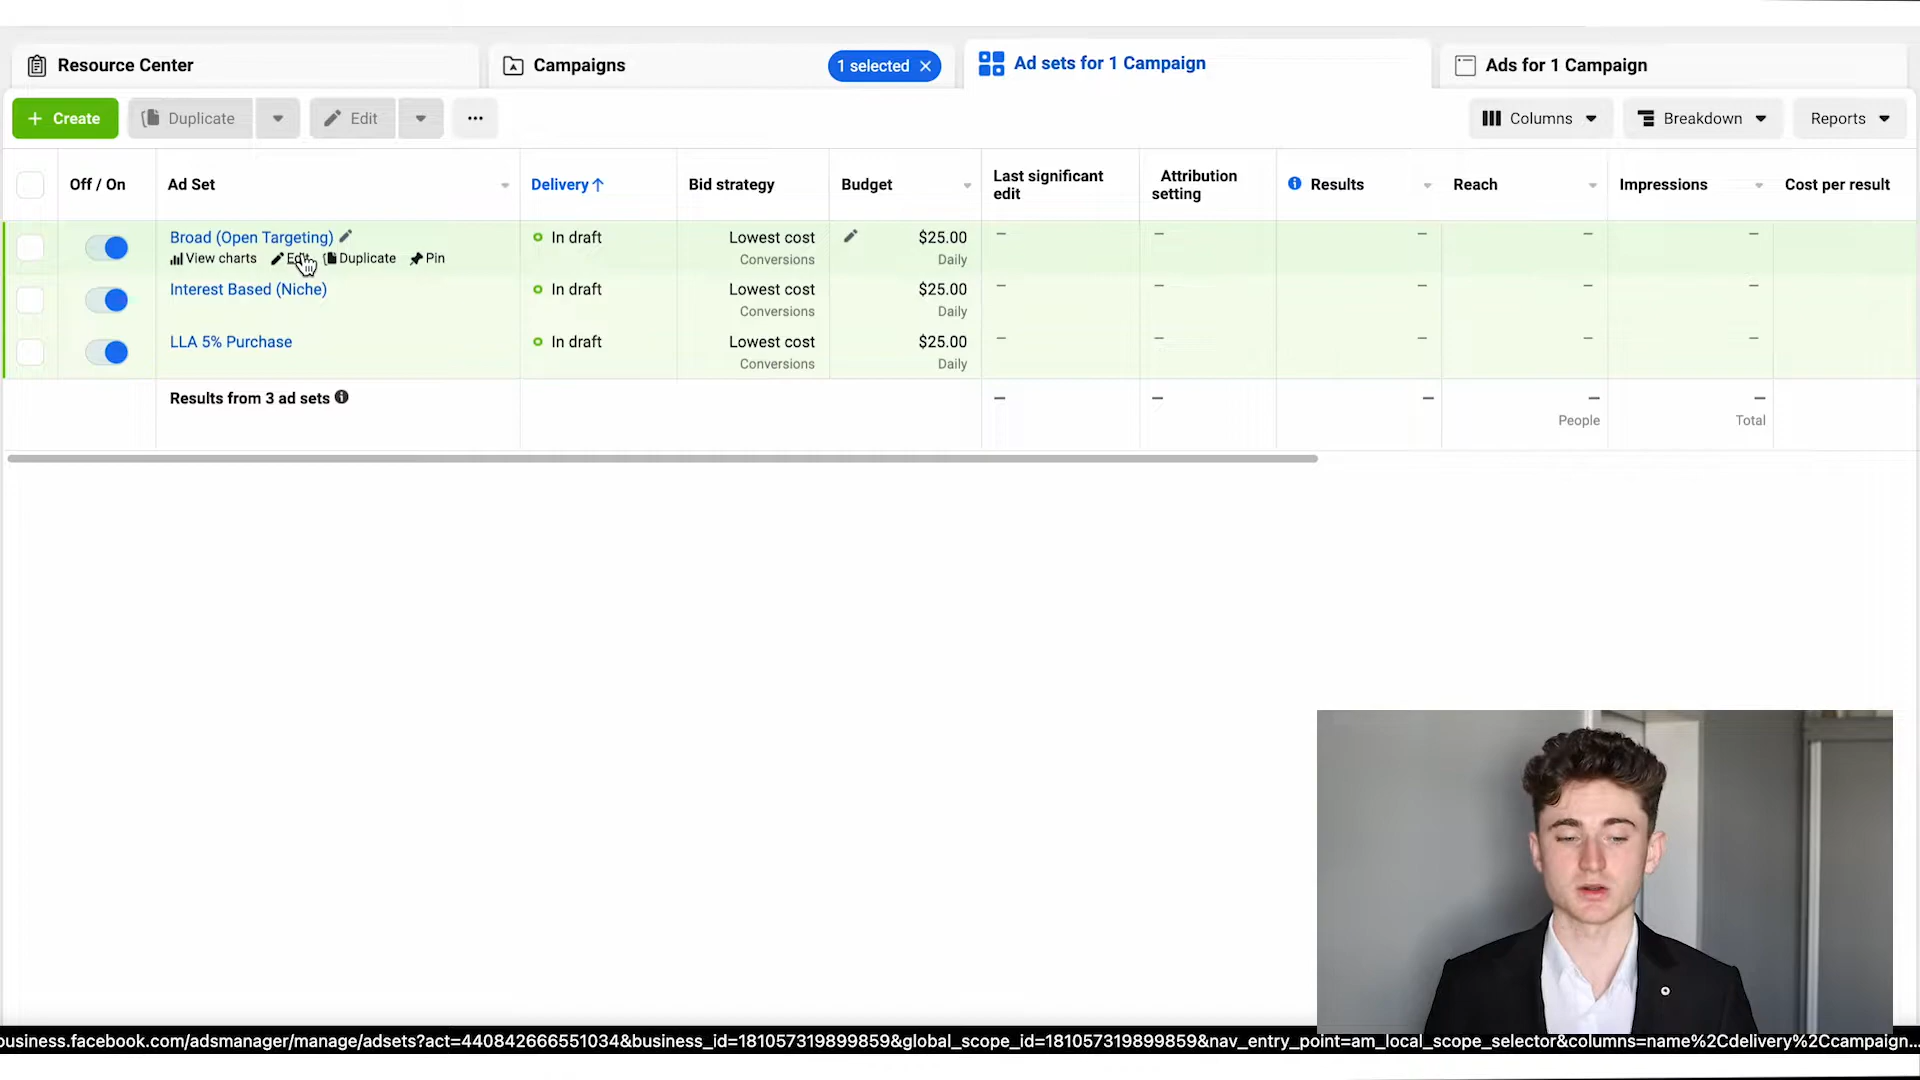 Resource Center
Campaigns
1 selected
Ad sets for 1 Campaign
Ads for 1 Campaign
+ Create
Duplicate
Edit
Columns
Breakdown
Reports
Off / On
Ad Set
Delivery↑
Bid strategy
Budget
Last significant
edit
Attribution
setting
Results
Reach
Impressions
Cost per result
Broad (Open Targeting)
In draft
Lowest cost
$25.00
–
–
–
–
–
View charts
Duplicate
Pin
Conversions
Daily
Interest Based (Niche)
In draft
Lowest cost
$25.00
–
–
–
–
–
Conversions
Daily
LLA 5% Purchase
In draft
Lowest cost
$25.00
–
–
–
–
–
Conversions
Daily
Results from 3 ad sets
–
–
–
–
–
People
Total
business.facebook.com/adsmanager/manage/adsets?act=440842666551034&business_id=181057319899859&global_scope_id=181057319899859&nav_entry_point=am_local_scope_selector&columns=name%2Cdelivery%2Ccampaign...